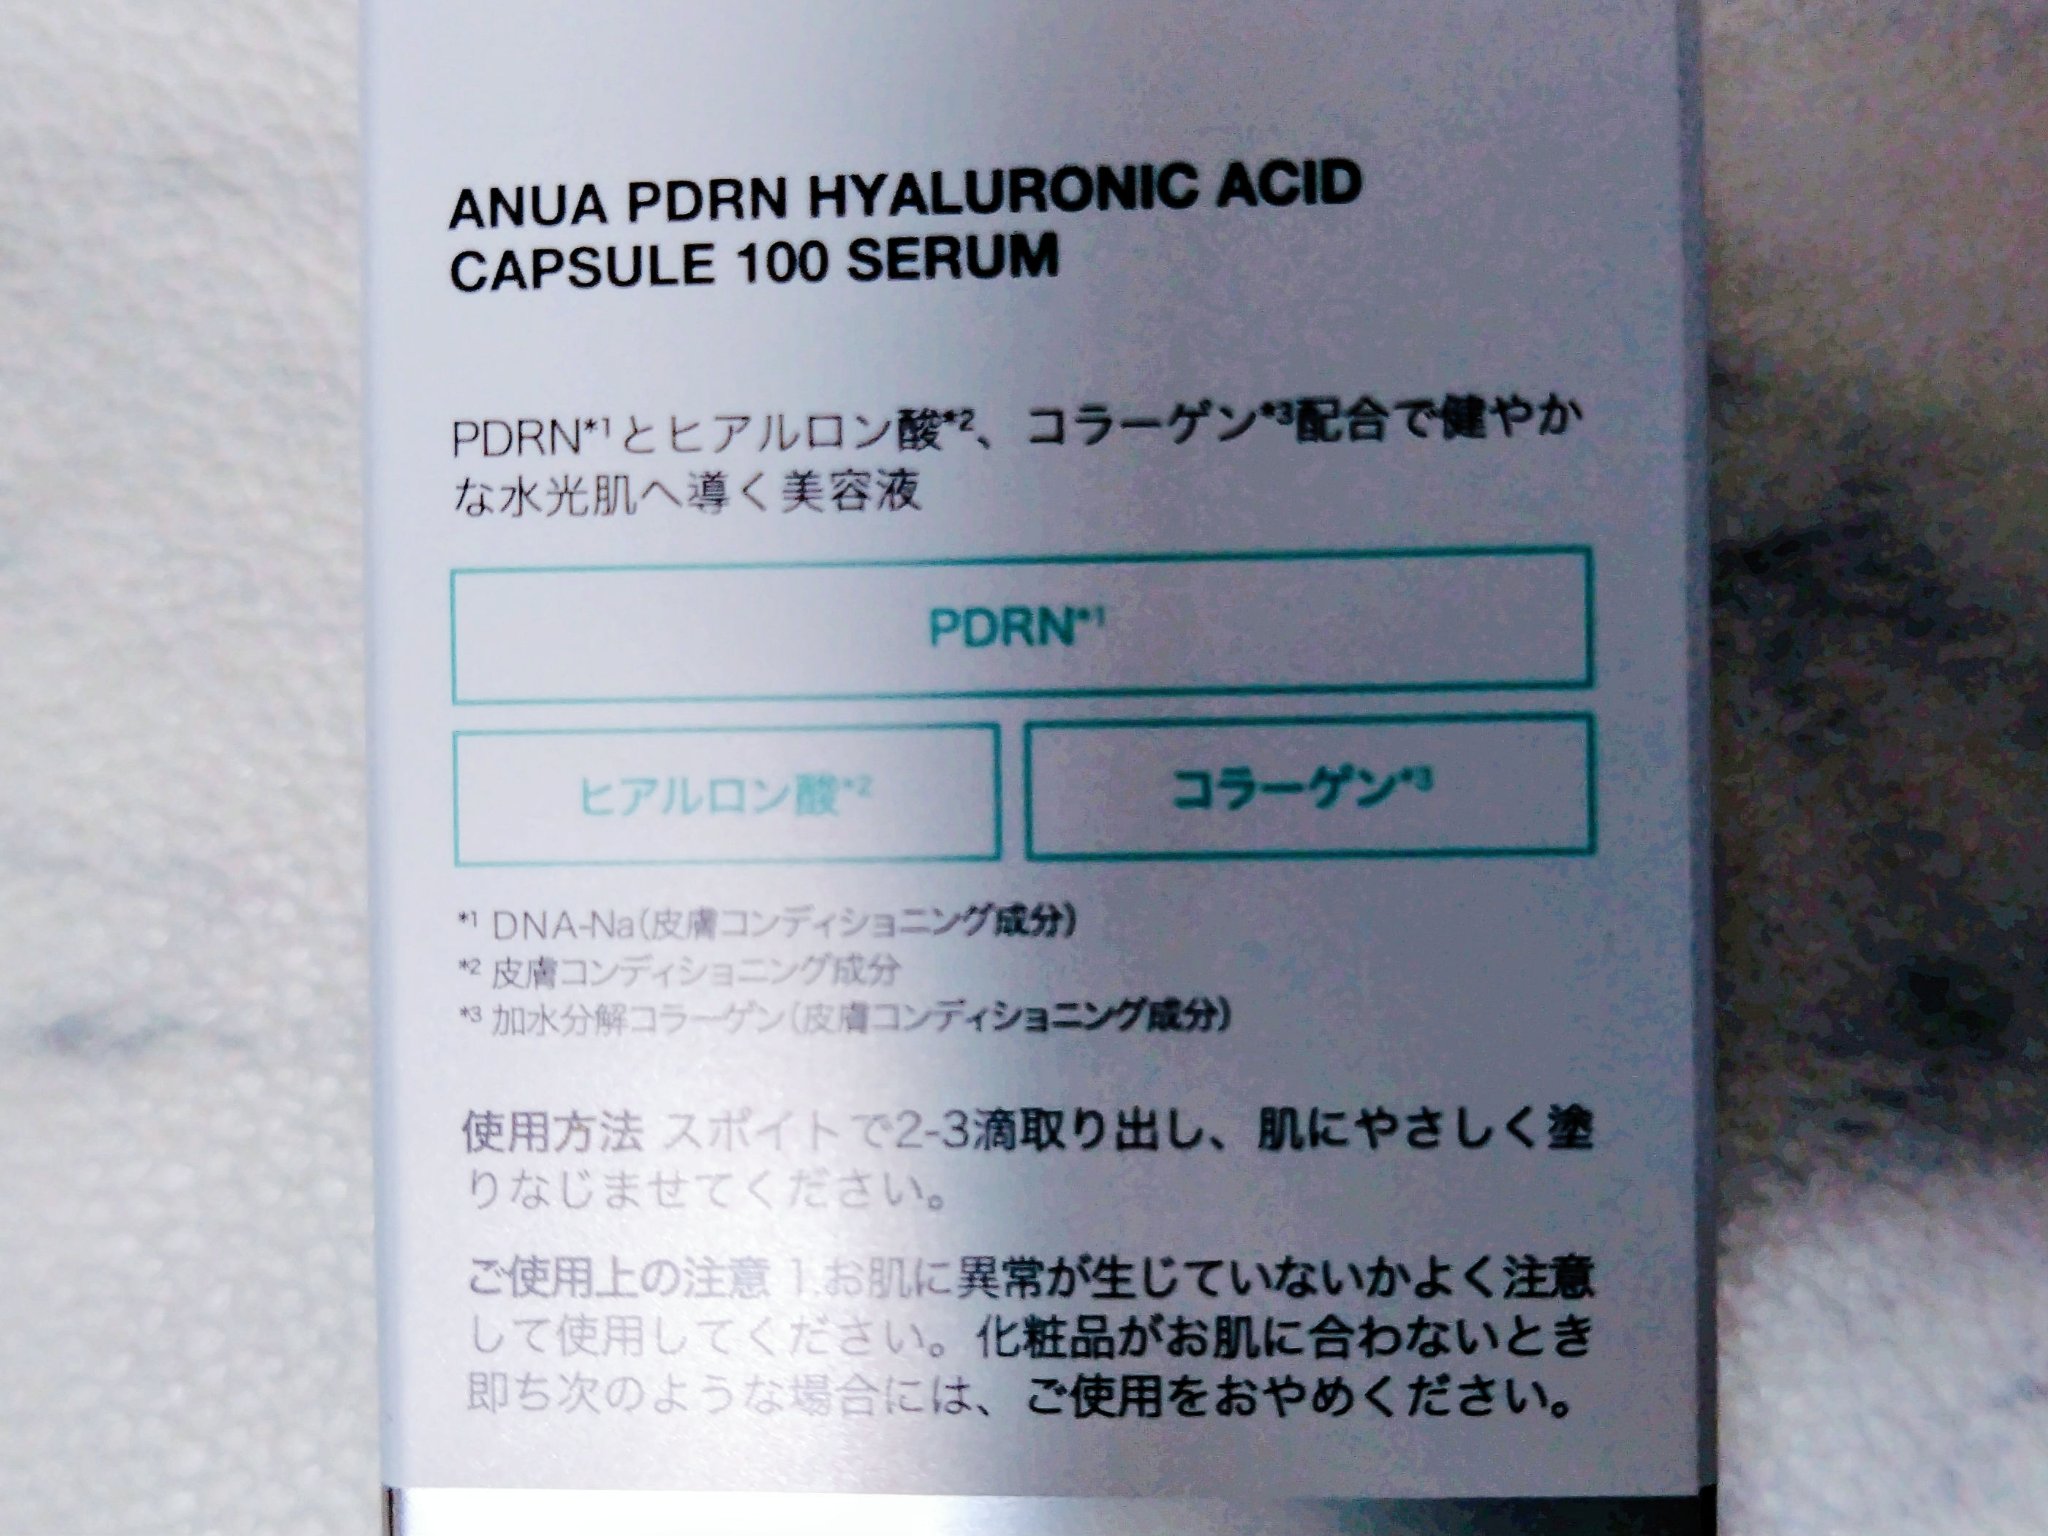 ANUA PDRN HYALURONIC ACID
CAPSULE 100 SERUM
PDRN*1とヒアルロン酸*2、コラーゲン*3配合で健やか
な水光肌へ導く美容液
PDRN*1
ヒアルロン酸*2
コラーゲン*3
*1 DNA-Na(皮膚コンディショニング成分)
*2 皮膚コンディショニング成分
*3 加水分解コラーゲン(皮膚コンディショニング成分)
使用方法 スポイトで2-3滴取り出し、肌にやさしく塗
りなじませてください。
ご使用上の注意 1.お肌に異常が生じていないかよく注意
して使用してください。化粧品がお肌に合わないとき
即ち次のような場合には、ご使用をおやめください。